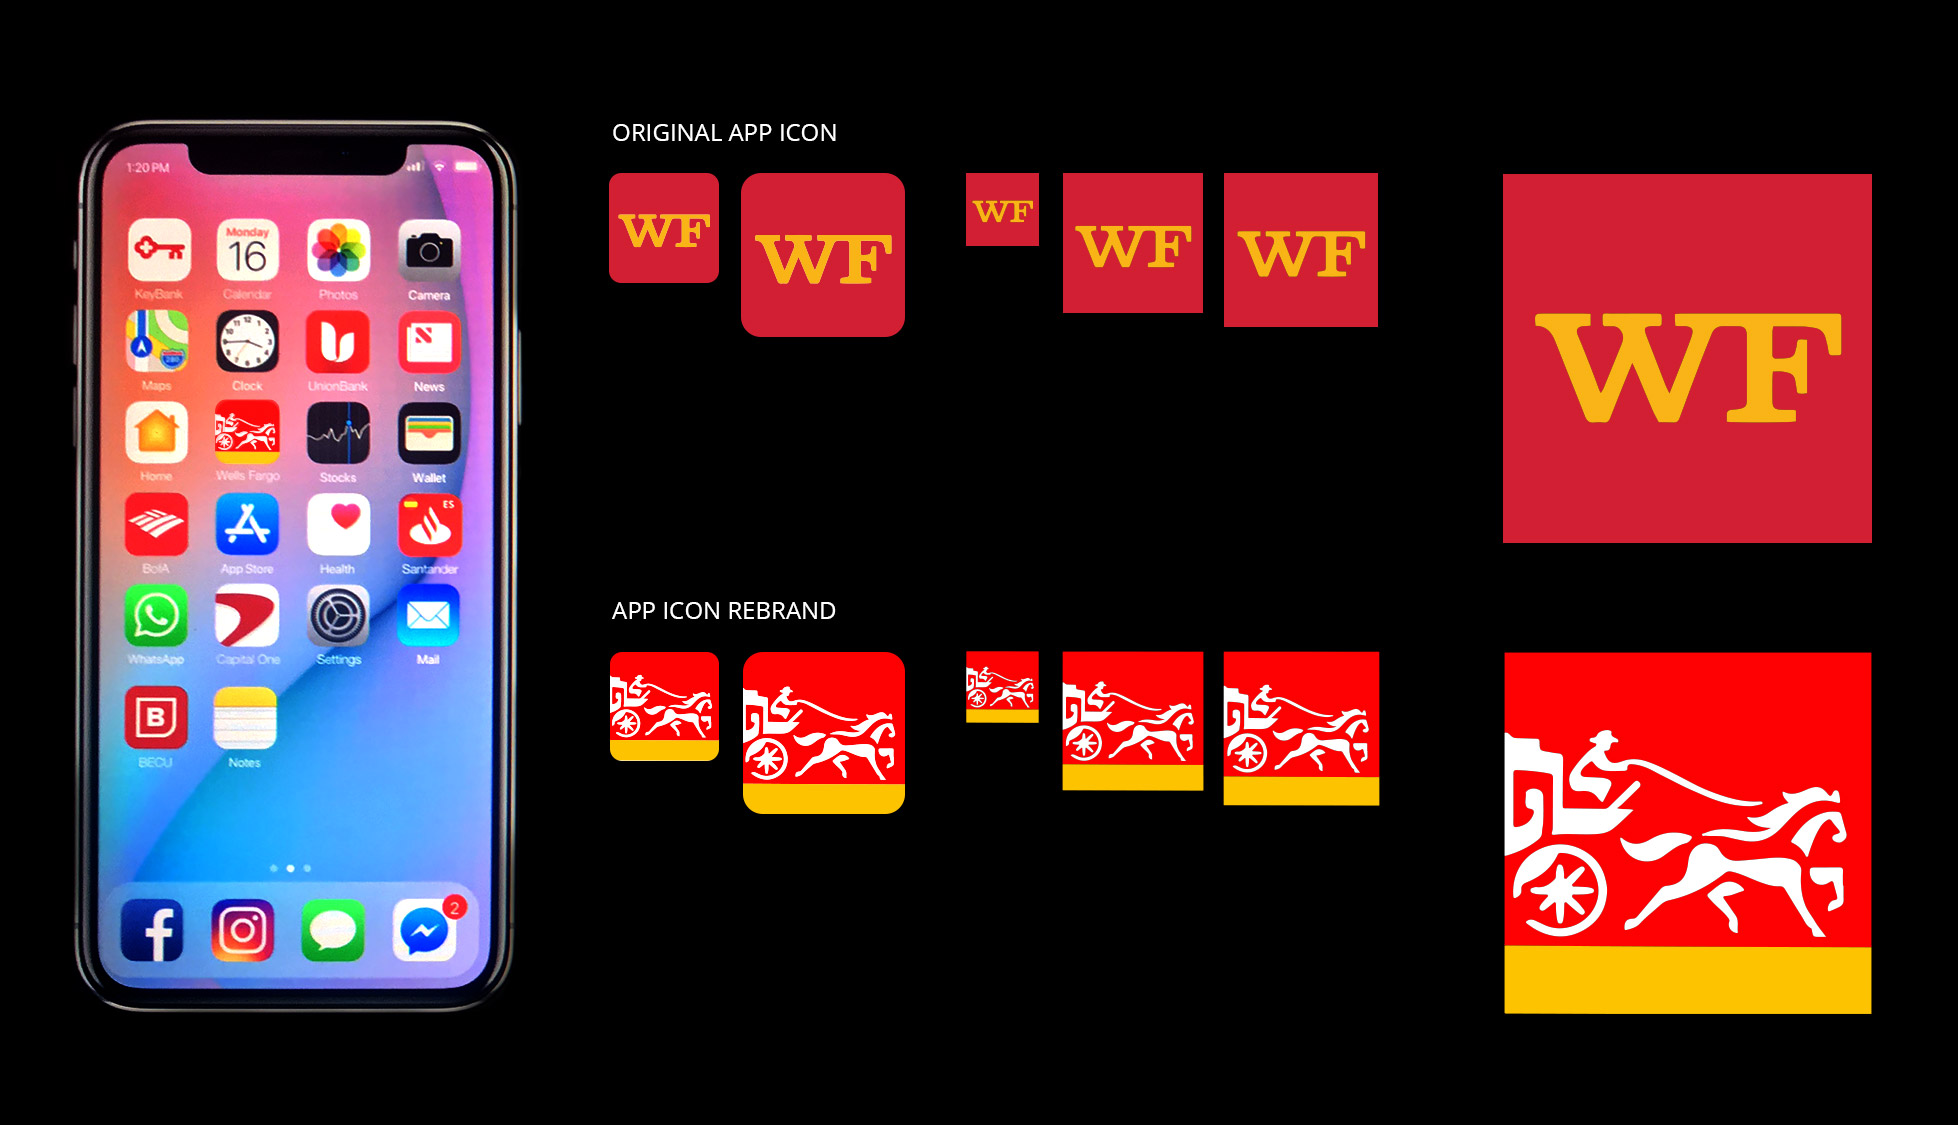 1:20 PM
Monday
16
KeyBank
Calendar
Photos
Camera
280
Maps
Clock
UnionBank
News
Home
Wells Fargo
Stocks
Wallet
ES
BofA
App Store
Health
Santander
WhatsApp
Capital One
Settings
Mail
B
BECU
Notes
2
ORIGINAL APP ICON
WF
WF
WF
WF
WF
WF
APP ICON REBRAND